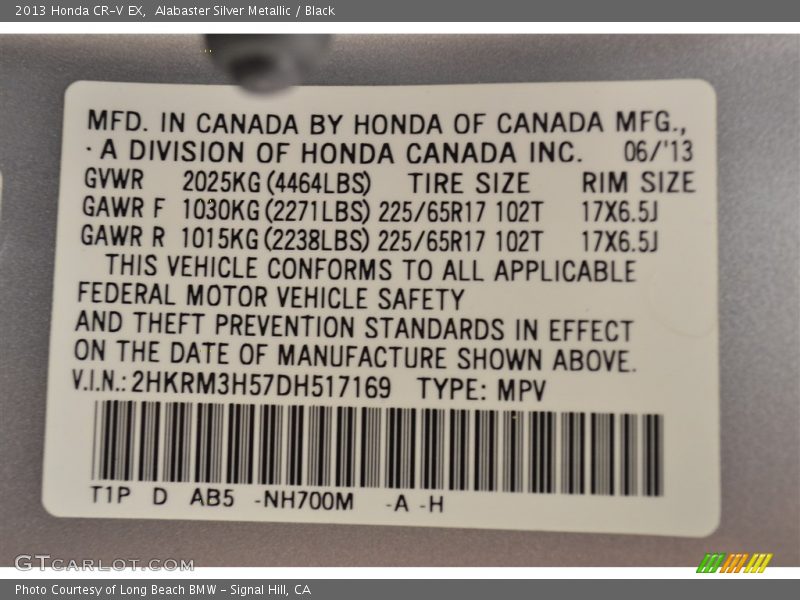 2013 Honda CR-V EX,  Alabaster Silver Metallic / Black
MFD. IN CANADA BY HONDA OF CANADA MFG.,
· A DIVISION OF HONDA CANADA INC.   06/'13
GVWR   2025KG (4464LBS)   TIRE SIZE   RIM SIZE
GAWR F  1030KG (2271LBS) 225/65R17 102T   17X6.5J
GAWR R  1015KG (2238LBS) 225/65R17 102T   17X6.5J
THIS VEHICLE CONFORMS TO ALL APPLICABLE
FEDERAL MOTOR VEHICLE SAFETY
AND THEFT PREVENTION STANDARDS IN EFFECT
ON THE DATE OF MANUFACTURE SHOWN ABOVE.
V.I.N.: 2HKRM3H57DH517169   TYPE: MPV
T1P  D  AB5  -NH700M   -A -H
GTCARLOT.COM
Photo Courtesy of Long Beach BMW – Signal Hill, CA